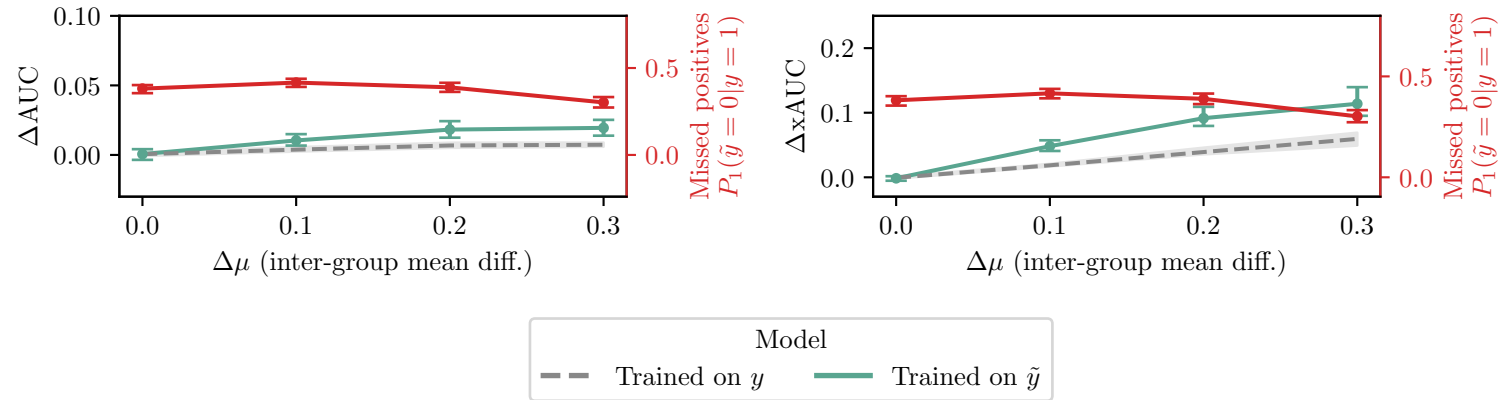 0.10
0.05
0.00
ΔAUC
0.5
0.0
Missed positives
P₁(ỹ = 0|y = 1)
0.0 0.1 0.2 0.3
Δμ (inter-group mean diff.)
0.2
0.1
0.0
ΔxAUC
0.5
0.0
Missed positives
P₁(ỹ = 0|y = 1)
0.0 0.1 0.2 0.3
Δμ (inter-group mean diff.)
Model
Trained on y Trained on ỹ